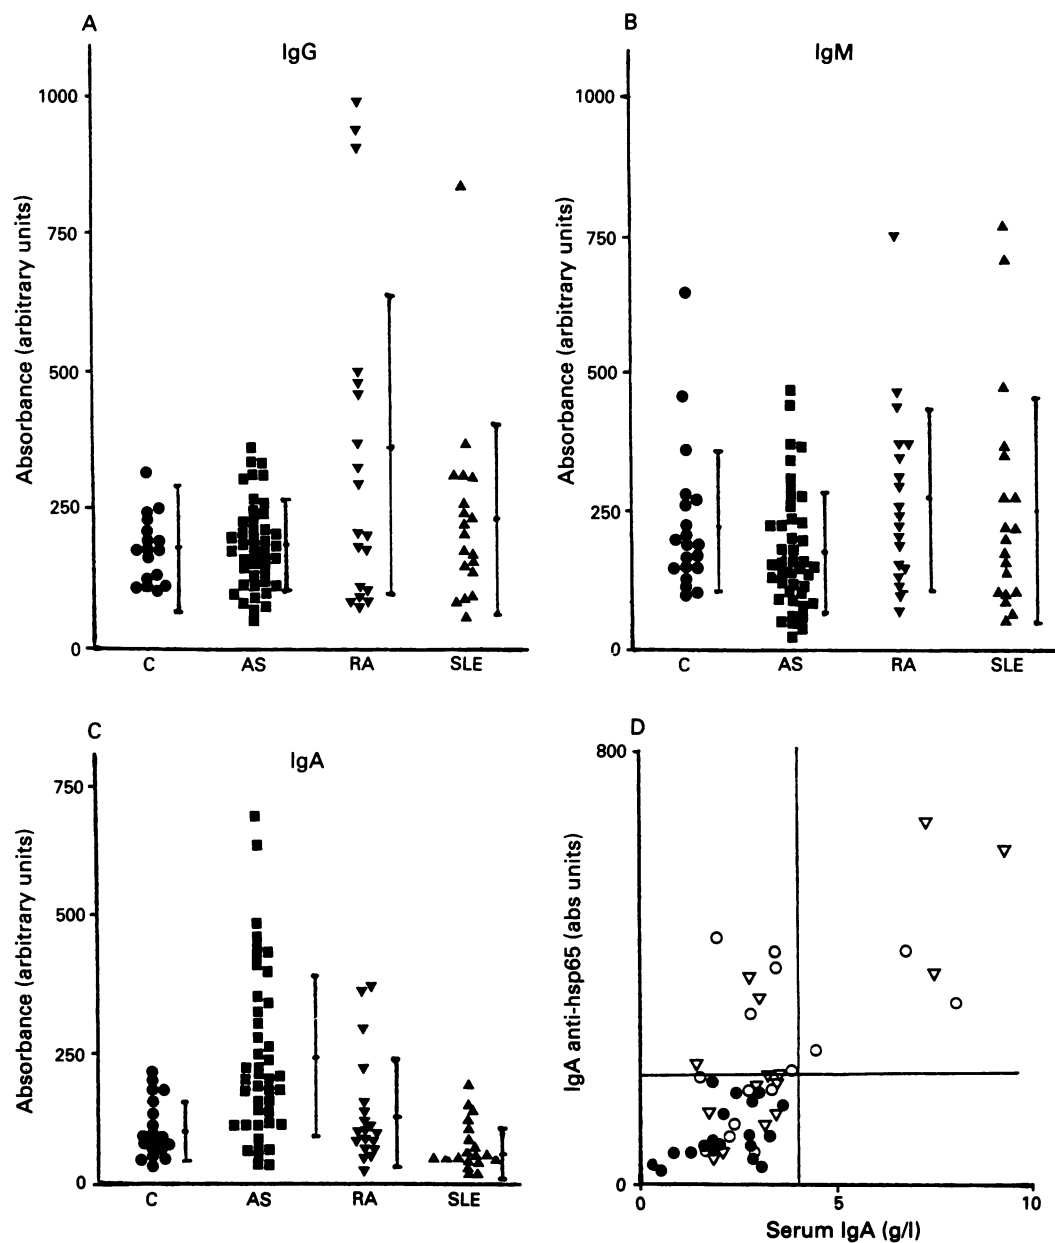 A
IgG
1000
750
500
250
0
Absorbance (arbitrary units)
C AS RA SLE
B
IgM
1000
750
500
250
0
Absorbance (arbitrary units)
C AS RA SLE
C
IgA
750
500
250
0
Absorbance (arbitrary units)
C AS RA SLE
D
800
0
IgA anti-hsp65 (abs units)
0 5 10
Serum IgA (g/l)